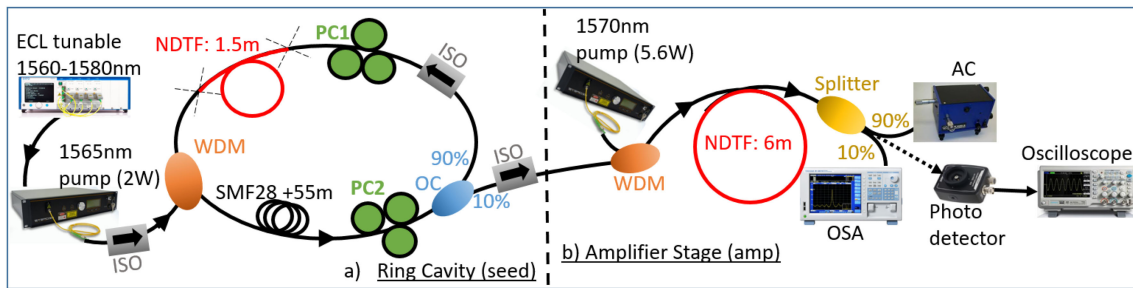 ECL tunable
1560-1580nm
1565nm
pump (2W)
ISO
WDM
NDTF: 1.5m
PC1
ISO
SMF28 +55m
PC2
90%
OC
10%
ISO
a) Ring Cavity (seed)
1570nm
pump (5.6W)
WDM
NDTF: 6m
Splitter
90%
10%
AC
OSA
Photo
detector
Oscilloscope
b) Amplifier Stage (amp)